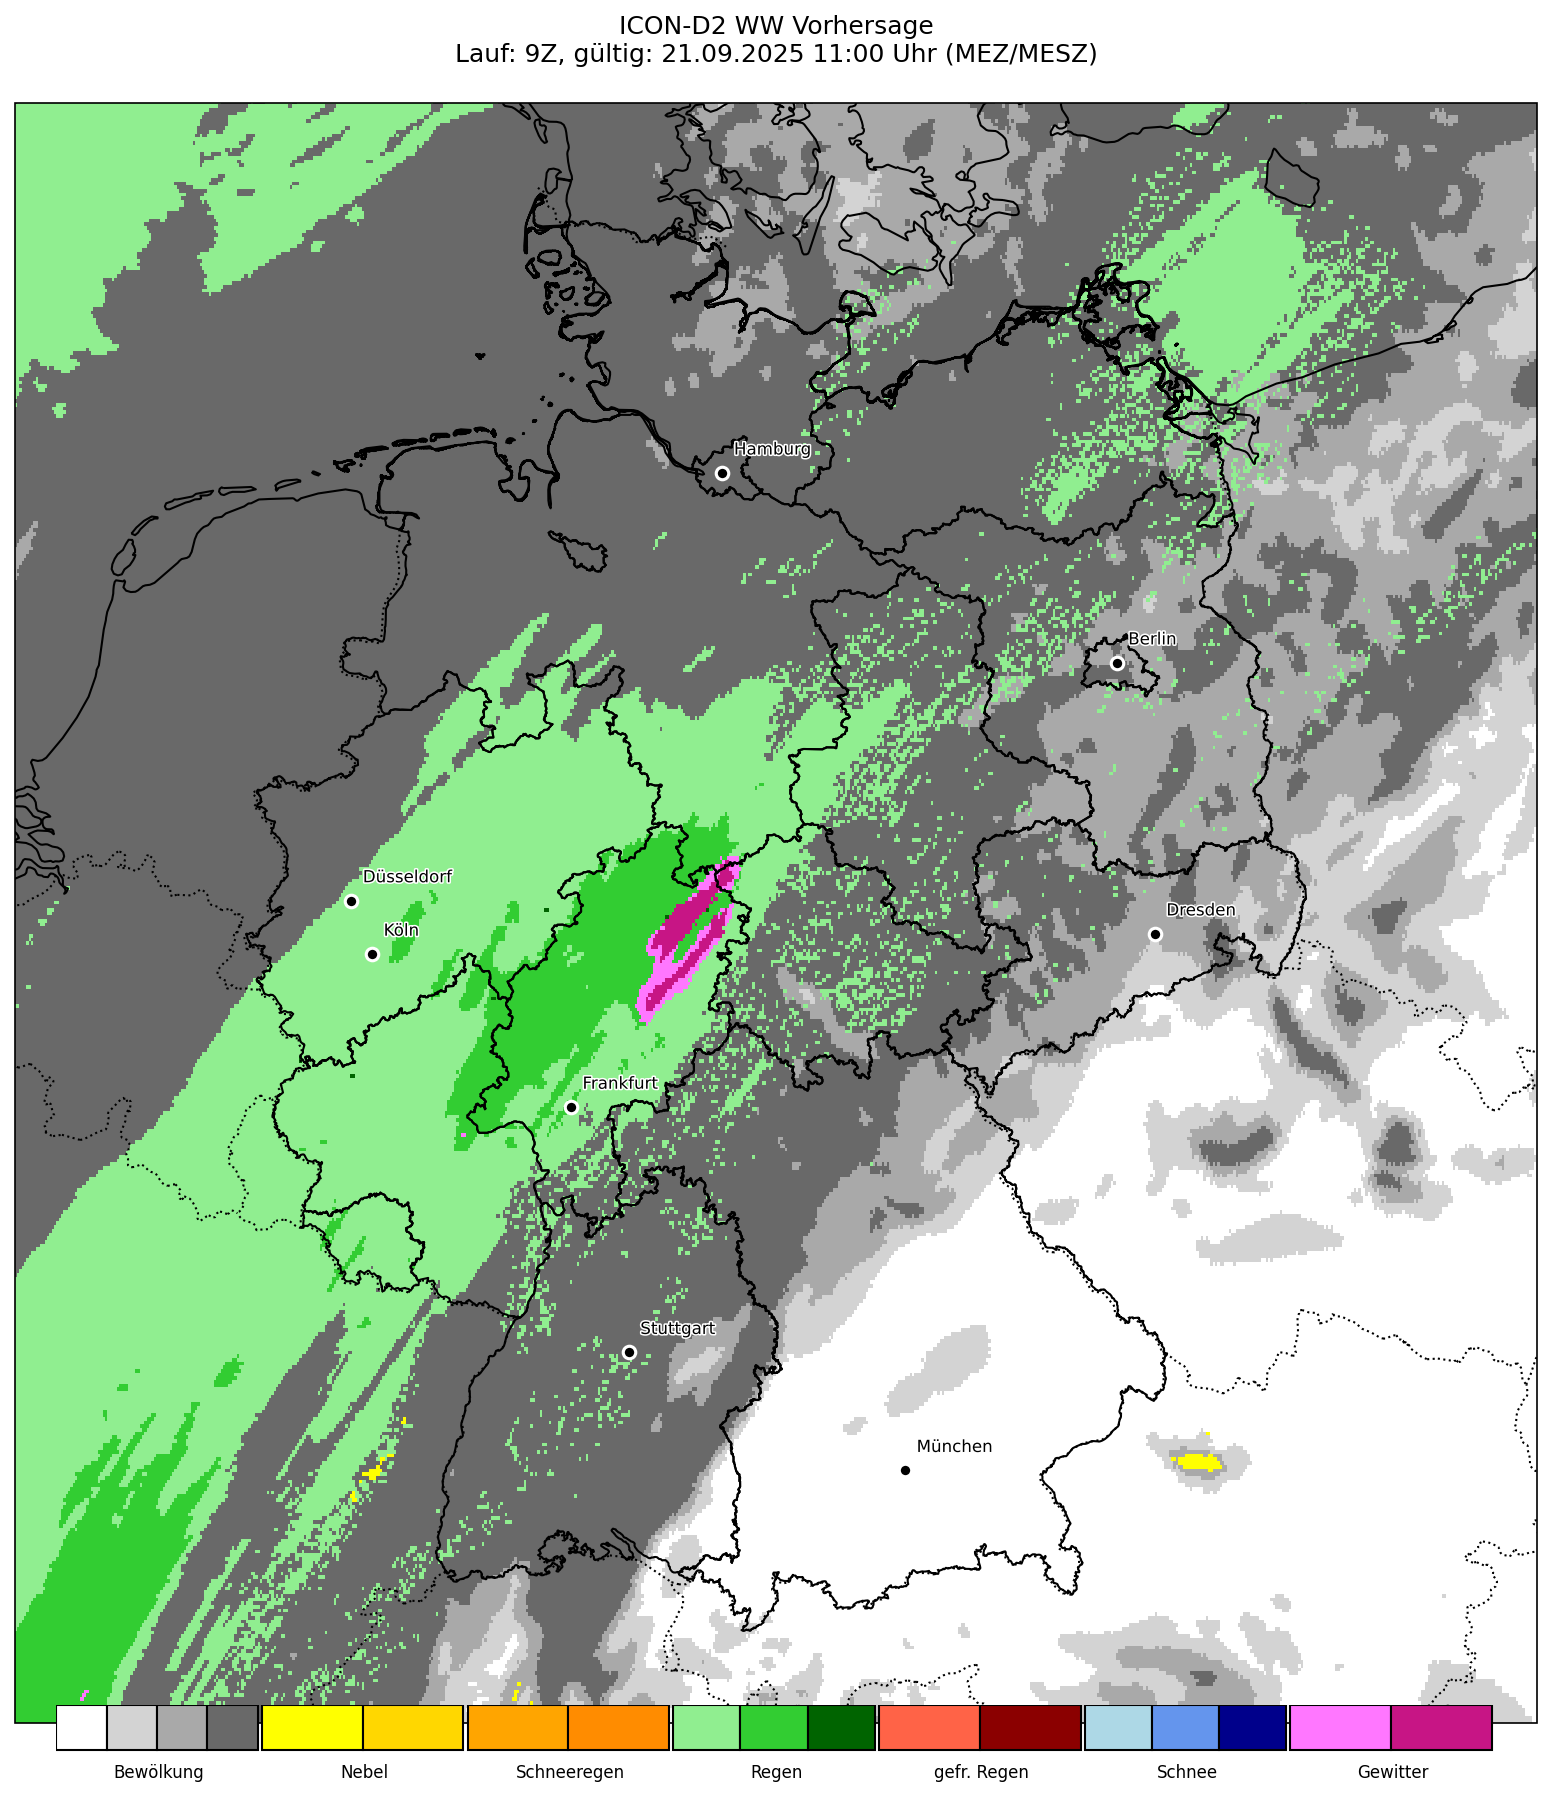 ICON-D2 WW Vorhersage
Lauf: 9Z, gültig: 21.09.2025 11:00 Uhr (MEZ/MESZ)
Hamburg
Berlin
Düsseldorf
Dresden
Köln
Frankfurt
Stuttgart
München
Bewölkung
Nebel
Schneeregen
Regen
gefr. Regen
Schnee
Gewitter